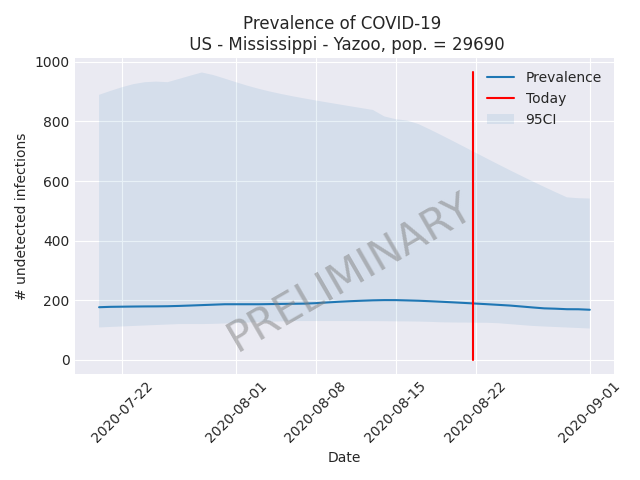 Prevalence of COVID-19
US - Mississippi - Yazoo, pop. = 29690
1000
800
600
400
200
0
# undetected infections
Prevalence
Today
95CI
PRELIMINARY
2020-07-22
2020-08-01
2020-08-08
2020-08-15
2020-08-22
2020-09-01
Date